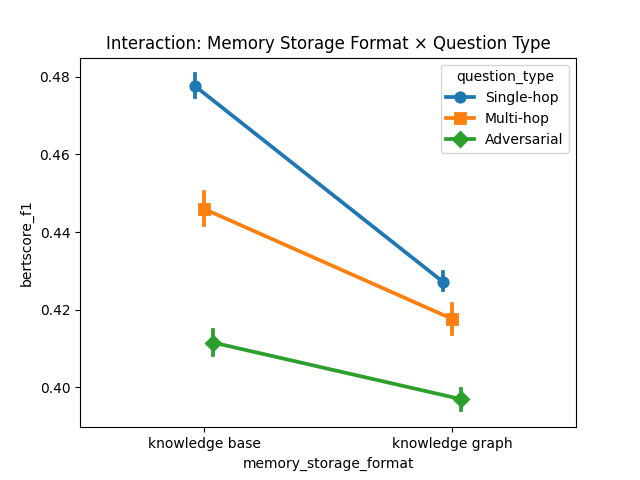 Interaction: Memory Storage Format × Question Type
question_type
Single-hop
Multi-hop
Adversarial
0.48
0.46
0.44
0.42
0.40
bertscore_f1
knowledge base
knowledge graph
memory_storage_format